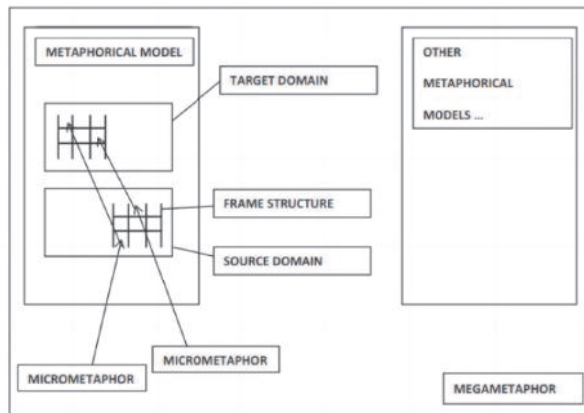 METAPHORICAL MODEL
TARGET DOMAIN
FRAME STRUCTURE
SOURCE DOMAIN
MICROMETAPHOR
MICROMETAPHOR
OTHER
METAPHORICAL
MODELS ...
MEGAMETAPHOR